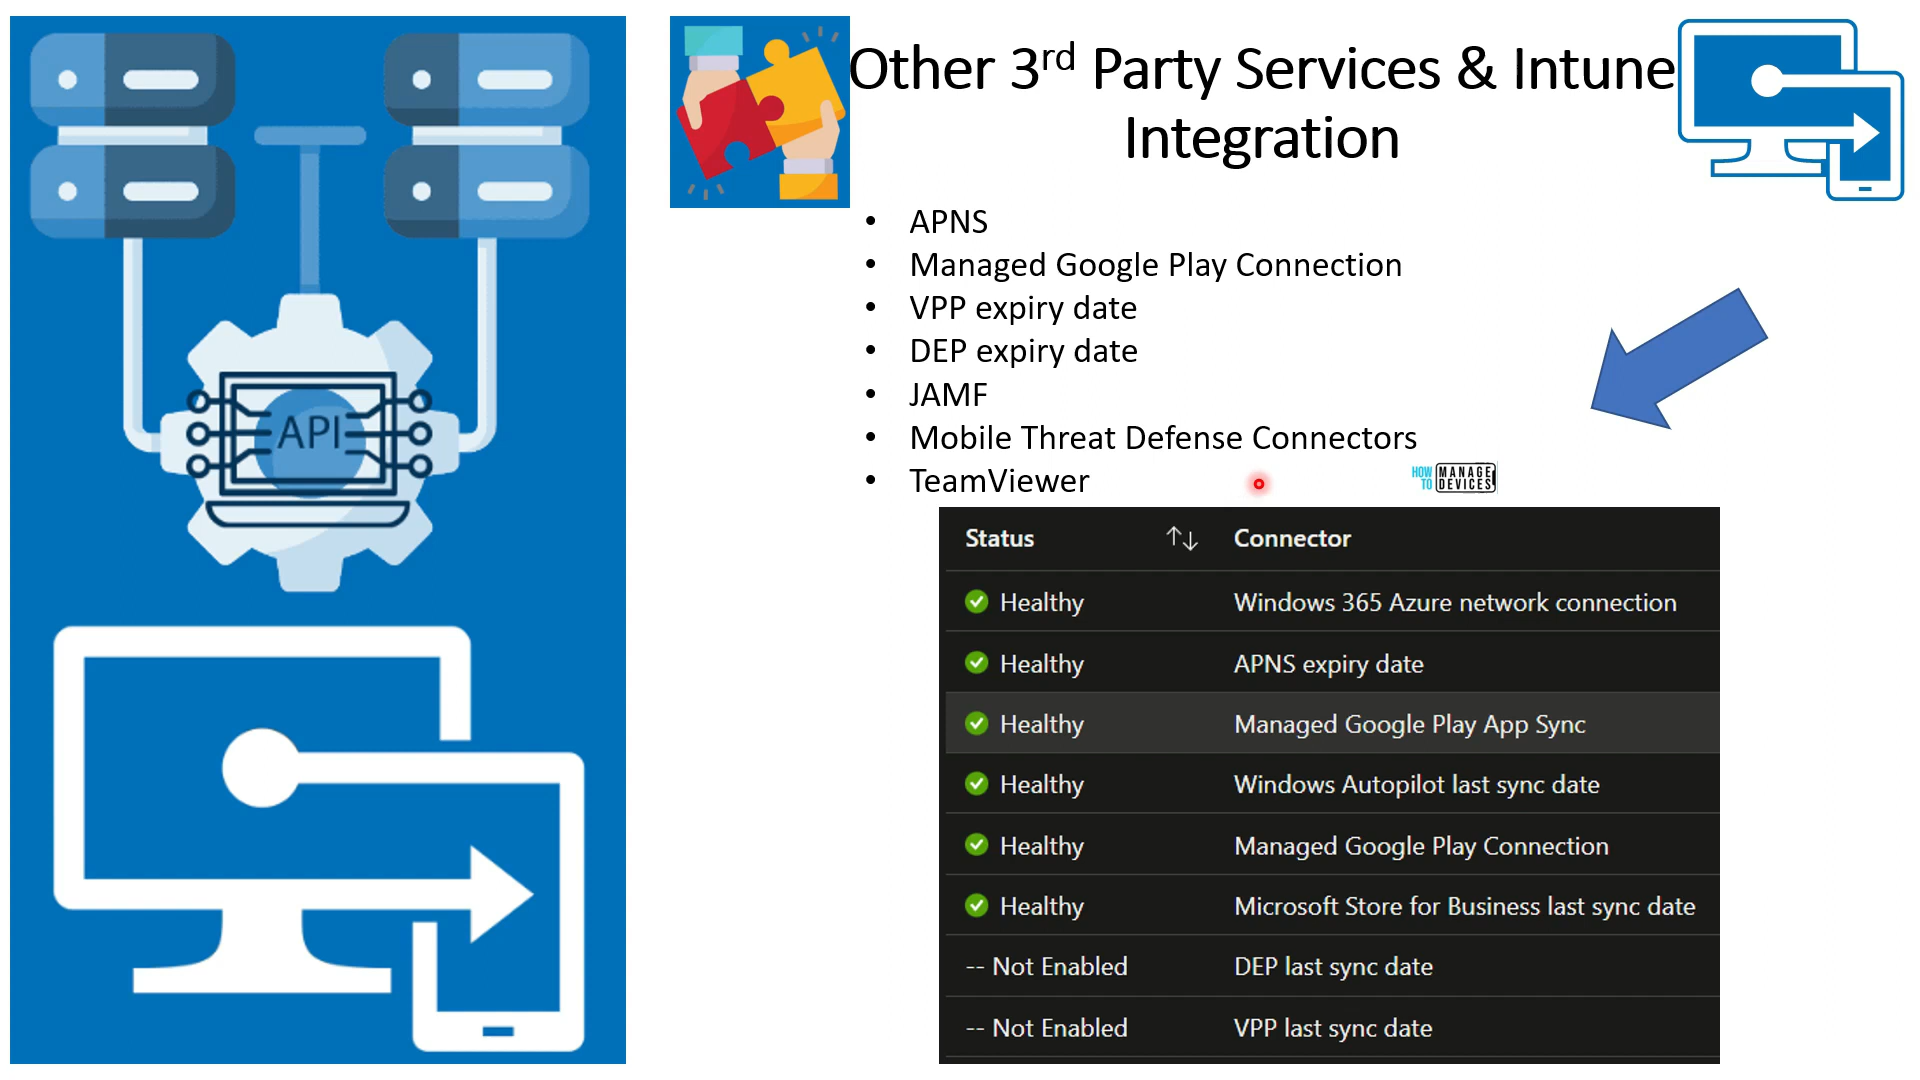 Other 3rd Party Services & Intune
Integration
• APNS
• Managed Google Play Connection
• VPP expiry date
• DEP expiry date
• JAMF
• Mobile Threat Defense Connectors
• TeamViewer
HOW TO MANAGE DEVICES
API
Status ↑↓ Connector
Healthy Windows 365 Azure network connection
Healthy APNS expiry date
Healthy Managed Google Play App Sync
Healthy Windows Autopilot last sync date
Healthy Managed Google Play Connection
Healthy Microsoft Store for Business last sync date
-- Not Enabled DEP last sync date
-- Not Enabled VPP last sync date